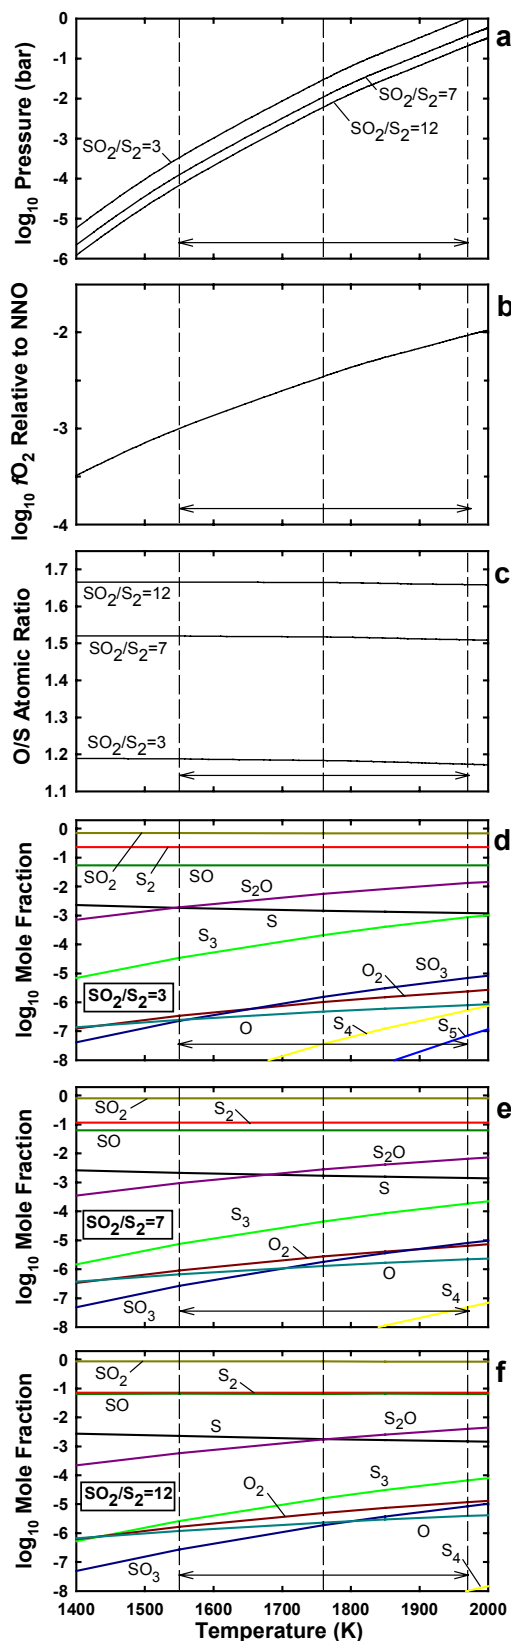 a
log₁₀ Pressure (bar)
0
-1
-2
-3
-4
-5
-6
SO₂/S₂=3
SO₂/S₂=7
SO₂/S₂=12
b
log₁₀ fO₂ Relative to NNO
-2
-3
-4
c
O/S Atomic Ratio
1.7
1.6
1.5
1.4
1.3
1.2
1.1
SO₂/S₂=12
SO₂/S₂=7
SO₂/S₂=3
d
log₁₀ Mole Fraction
0
-1
-2
-3
-4
-5
-6
-7
-8
SO₂ S₂ SO
S₂O
S
S₃
O₂ SO₃
SO₂/S₂=3
O S₄ S₅
e
log₁₀ Mole Fraction
0
-1
-2
-3
-4
-5
-6
-7
-8
SO₂ S₂
SO
S₂O
S
S₃
SO₂/S₂=7
O₂
O
SO₃
S₄
f
log₁₀ Mole Fraction
0
-1
-2
-3
-4
-5
-6
-7
-8
SO₂ S₂
SO
S S₂O
S₃
SO₂/S₂=12
O₂
O
SO₃
S₄
1400 1500 1600 1700 1800 1900 2000
Temperature (K)